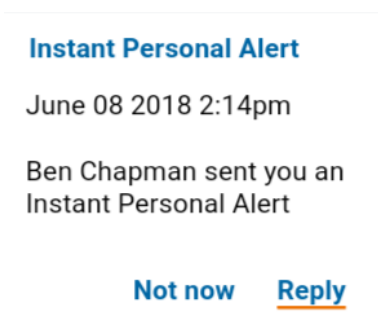 Instant Personal Alert
June 08 2018 2:14pm
Ben Chapman sent you an
Instant Personal Alert
Not now Reply